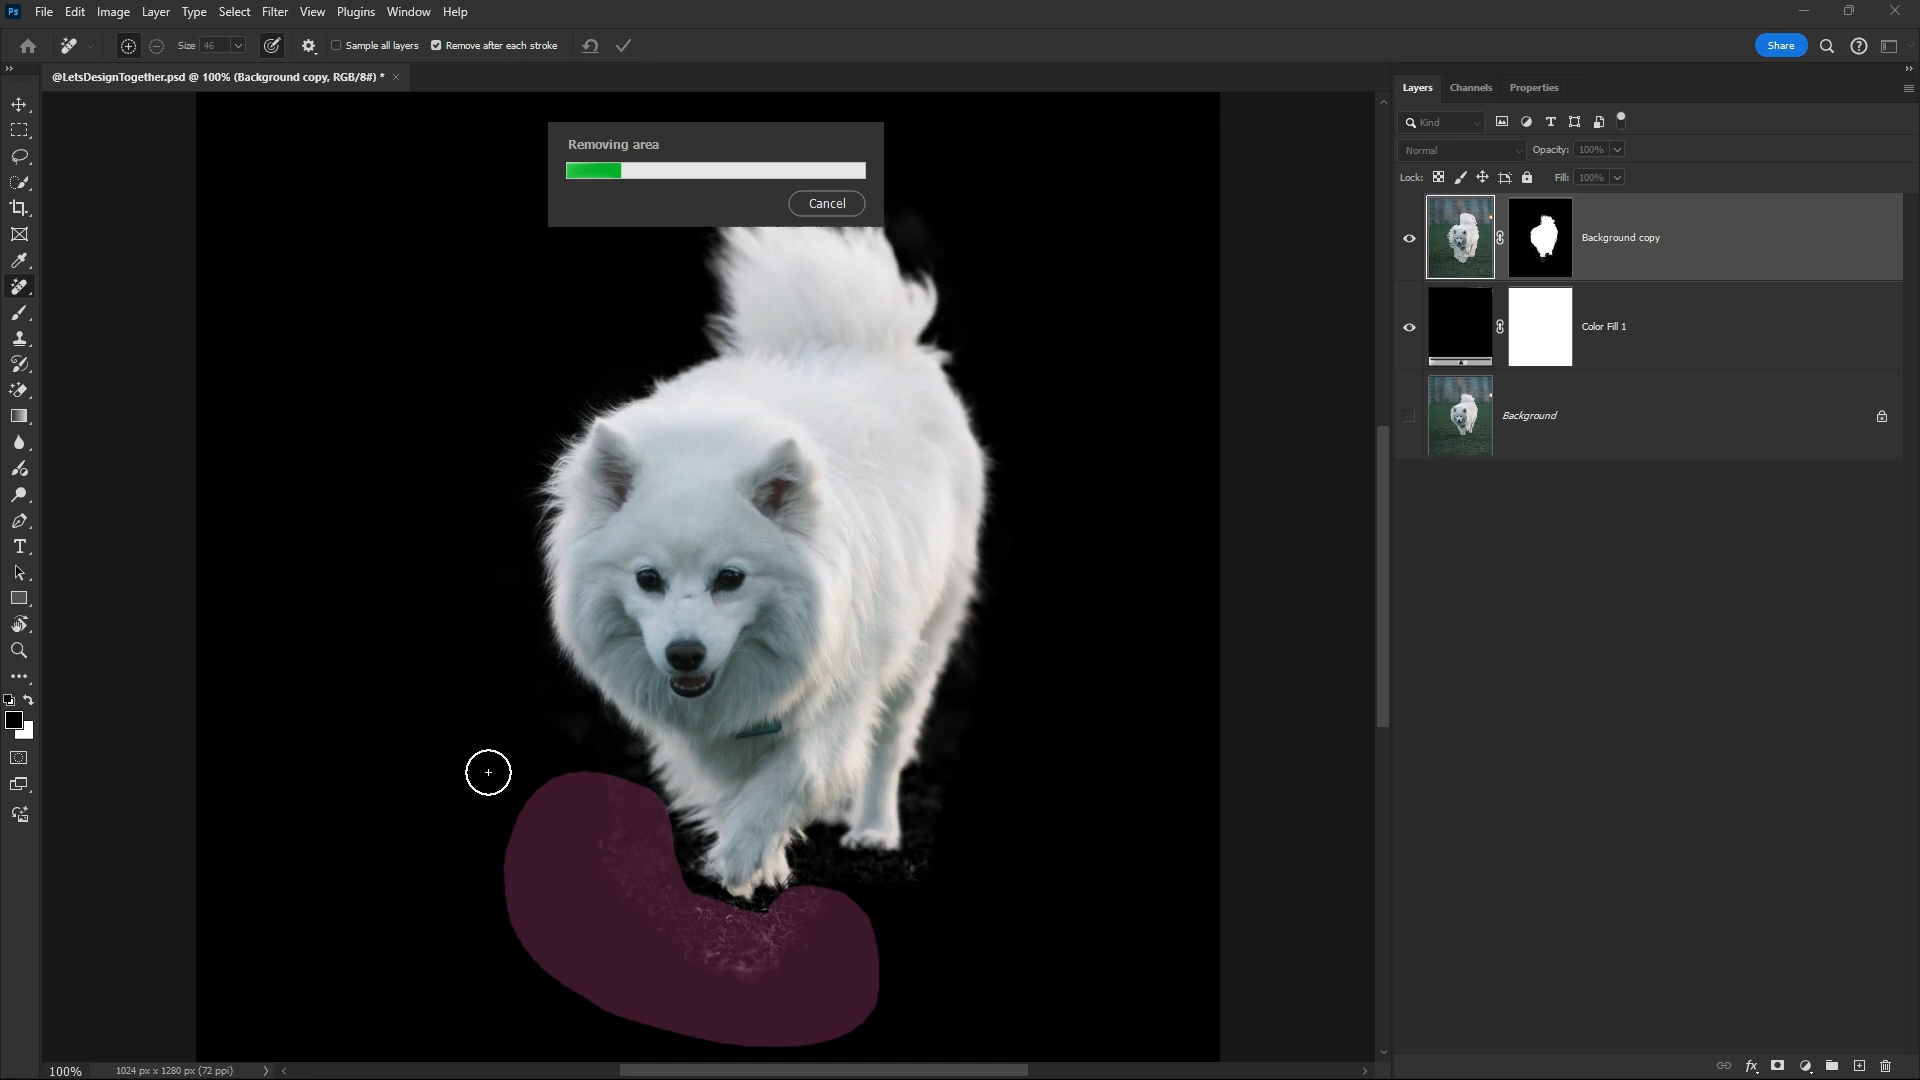 Ps File Edit Image Layer Type Select Filter View Plugins Window Help
Size 46 Sample all layers Remove after each stroke Share
@LetsDesignTogether.psd @ 100% (Background copy, RGB/8#) *
Removing area
Cancel
100% 1024 px x 1280 px (72 ppi)
Layers Channels Properties
Kind
Normal Opacity: 100%
Lock: Fill: 100%
Background copy
Color Fill 1
Background